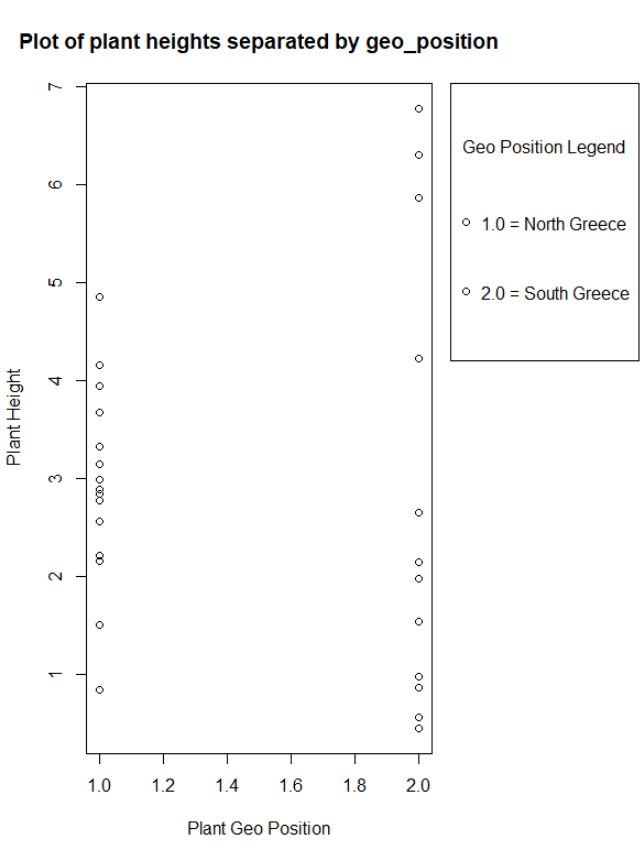 Plot of plant heights separated by geo_position
7
6
5
4
3
2
1
Plant Height
1.0 1.2 1.4 1.6 1.8 2.0
Plant Geo Position
Geo Position Legend
1.0 = North Greece
2.0 = South Greece